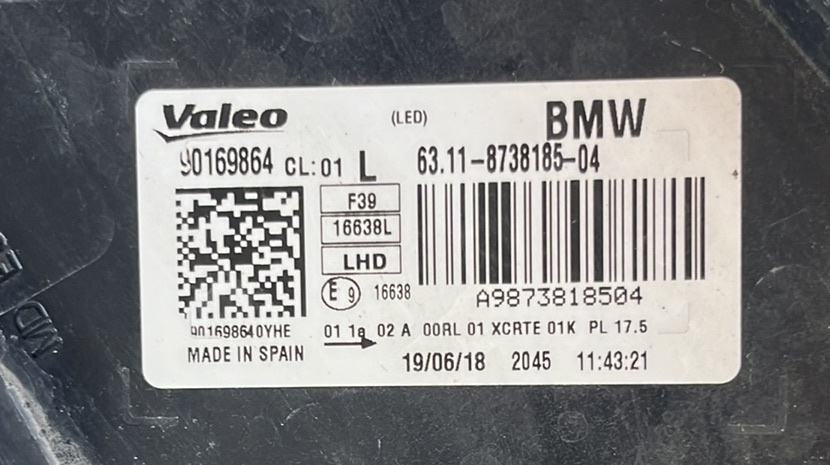 Valeo (LED) BMW
90169864 CL:01 L 63.11-8738185-04
F39
16638L
LHD
E 9 16638
A9873818504
901698640YHE
01 1a 02 A 00RL 01 XCRTE 01K PL 17.5
MADE IN SPAIN
19/06/18 2045 11:43:21